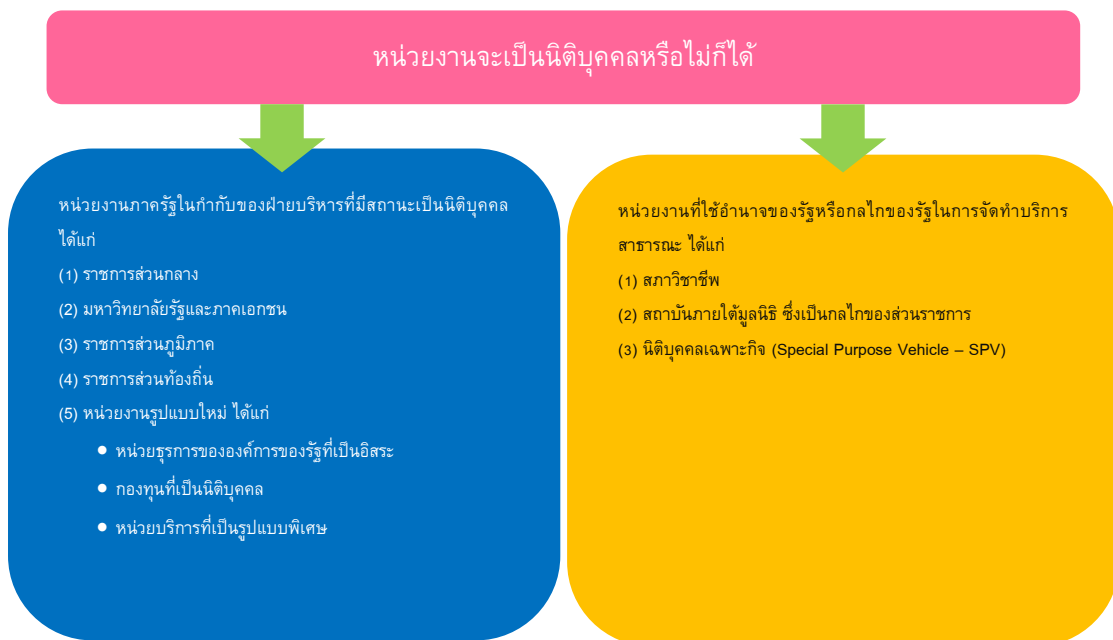 หน่วยงานจะเป็นนิติบุคคลหรือไม่ก็ได้
หน่วยงานภาครัฐในกำกับของฝ่ายบริหารที่มีสถานะเป็นนิติบุคคล
ได้แก่
(1) ราชการส่วนกลาง
(2) มหาวิทยาลัยรัฐและภาคเอกชน
(3) ราชการส่วนภูมิภาค
(4) ราชการส่วนท้องถิ่น
(5) หน่วยงานรูปแบบใหม่ ได้แก่
● หน่วยธุรการขององค์การของรัฐที่เป็นอิสระ
● กองทุนที่เป็นนิติบุคคล
● หน่วยบริการที่เป็นรูปแบบพิเศษ
หน่วยงานที่ใช้อำนาจของรัฐหรือกลไกของรัฐในการจัดทำบริการ
สาธารณะ ได้แก่
(1) สภาวิชาชีพ
(2) สถาบันภายใต้มูลนิธิ ซึ่งเป็นกลไกของส่วนราชการ
(3) นิติบุคคลเฉพาะกิจ (Special Purpose Vehicle – SPV)